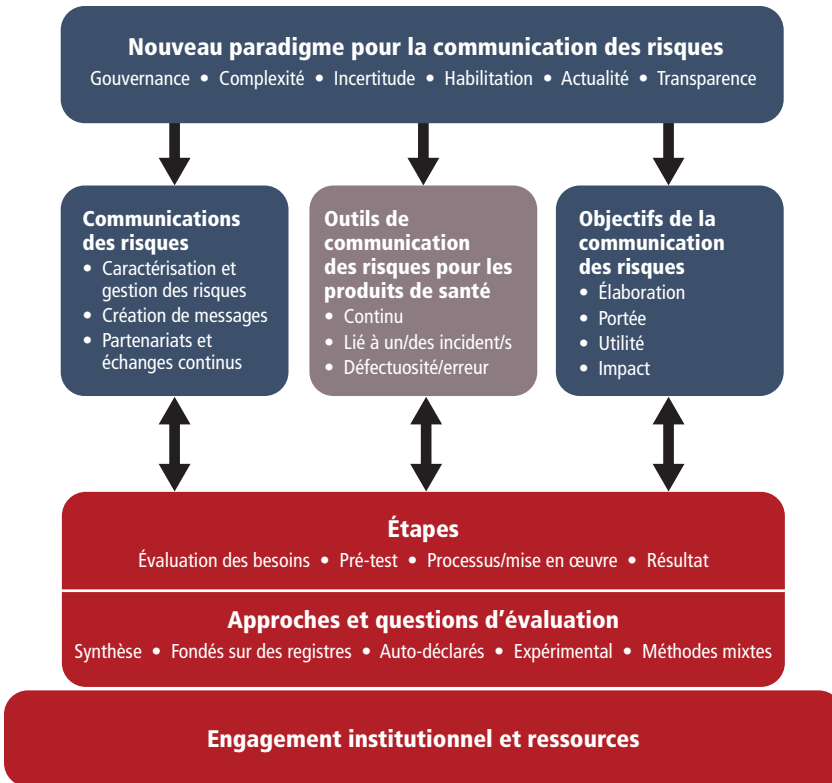 Nouveau paradigme pour la communication des risques
Gouvernance • Complexité • Incertitude • Habilitation • Actualité • Transparence
Communications
des risques
• Caractérisation et
gestion des risques
• Création de messages
• Partenariats et
échanges continus
Outils de
communication
des risques pour les
produits de santé
• Continu
• Lié à un/des incident/s
• Défectuosité/erreur
Objectifs de la
communication
des risques
• Élaboration
• Portée
• Utilité
• Impact
Étapes
Évaluation des besoins • Pré-test • Processus/mise en œuvre • Résultat
Approches et questions d’évaluation
Synthèse • Fondés sur des registres • Auto-déclarés • Expérimental • Méthodes mixtes
Engagement institutionnel et ressources